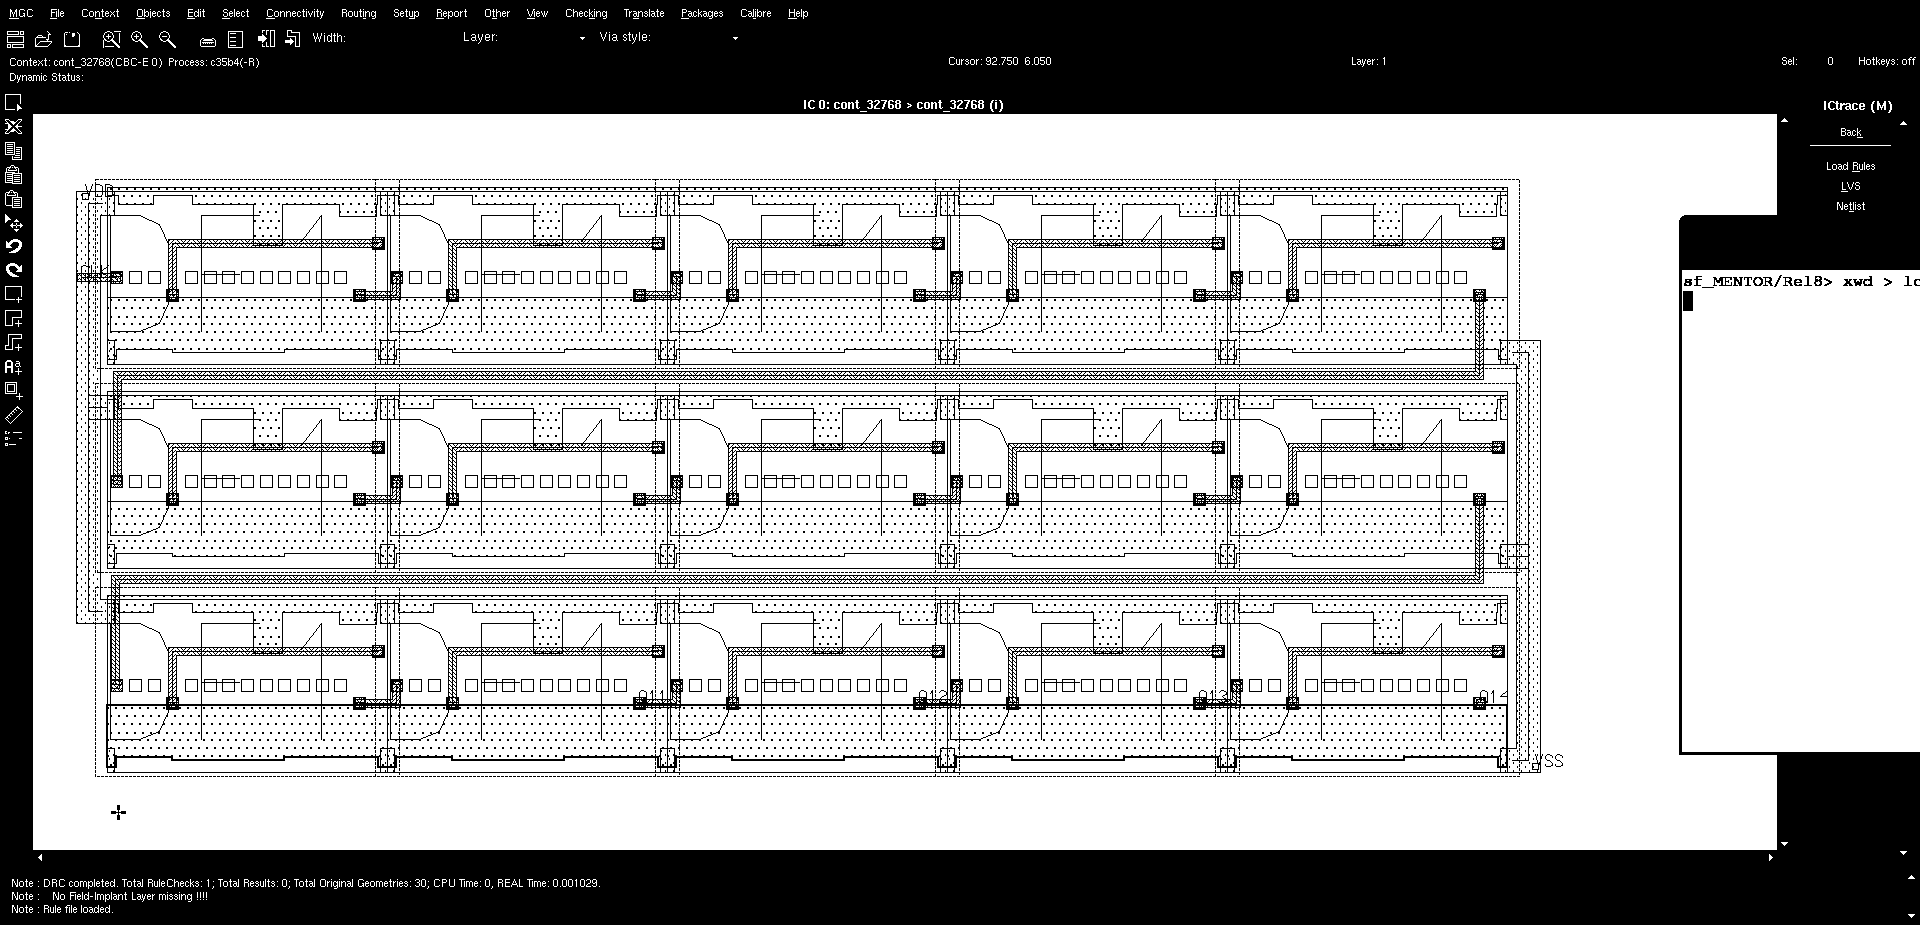 MGC File Context Objects Edit Select Connectivity Routing Setup Report Other View Checking Translate Packages Calibre Help
Width: Layer: Via style:
Context: cont_32768(CBC-E 0) Process: c35b4(-R) Cursor: 92.750 6.050 Layer: 1 Sel: 0 Hotkeys: off
Dynamic Status:
IC 0: cont_32768 > cont_32768 (i)
ICtrace (M)
Back
Load Rules
LVS
Netlist
VDD
sf_MENTOR/Rel8> xwd > lc
Q11 Q12 Q13 Q14
VSS
Note : DRC completed. Total RuleChecks: 1; Total Results: 0; Total Original Geometries: 30; CPU Time: 0, REAL Time: 0.001029.
Note : No Field-Implant Layer missing !!!!
Note : Rule file loaded.